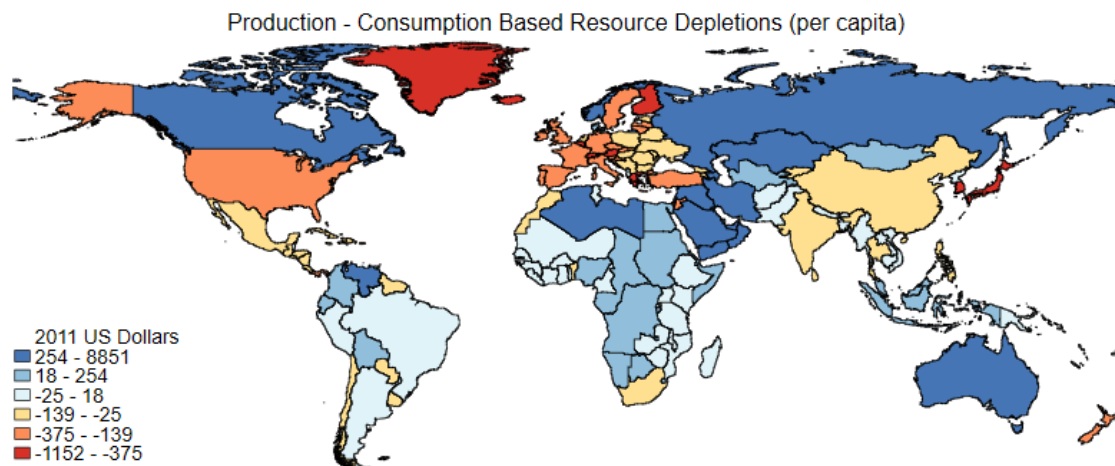 Production - Consumption Based Resource Depletions (per capita)
2011 US Dollars
254 - 8851
18 - 254
-25 - 18
-139 - -25
-375 - -139
-1152 - -375